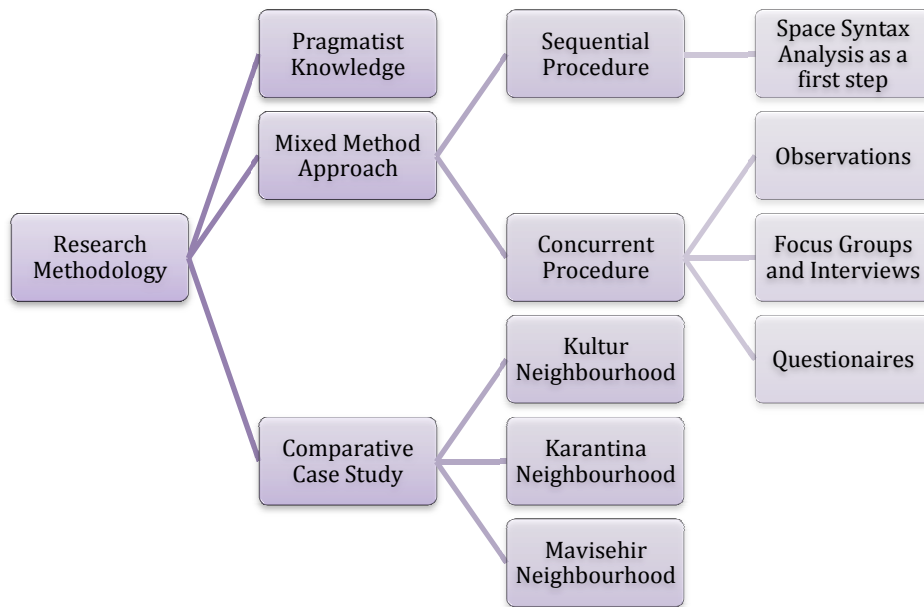 Research
Methodology
Pragmatist
Knowledge
Mixed Method
Approach
Sequential
Procedure
Space Syntax
Analysis as a
first step
Concurrent
Procedure
Observations
Focus Groups
and Interviews
Questionaires
Comparative
Case Study
Kultur
Neighbourhood
Karantina
Neighbourhood
Mavisehir
Neighbourhood